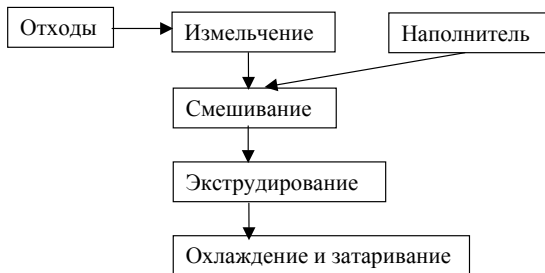 Отходы
Измельчение
Наполнитель
Смешивание
Экструдирование
Охлаждение и затаривание